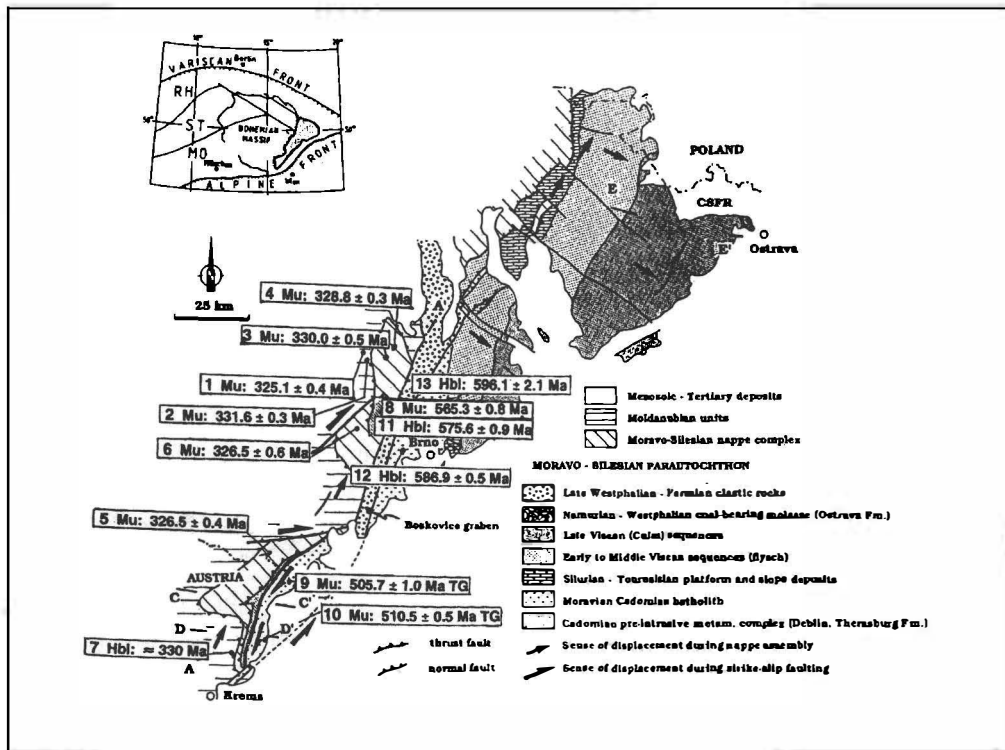 10°
15°
20°
VARISCAN
Berlin
FRONT
RH
50°
ST
BOHEMIAN
MASSIF
50°
MO
ALPINE
FRONT
Wien
POLAND
CSFR
E
Ostrava
E'
25 km
4 Mu: 328.8 ± 0.3 Ma
A
3 Mu: 330.0 ± 0.5 Ma
1 Mu: 325.1 ± 0.4 Ma
13 Hbl: 596.1 ± 2.1 Ma
2 Mu: 331.6 ± 0.3 Ma
8 Mu: 565.3 ± 0.8 Ma
11 Hbl: 575.6 ± 0.9 Ma
Brno
6 Mu: 326.5 ± 0.6 Ma
12 Hbl: 586.9 ± 0.5 Ma
5 Mu: 326.5 ± 0.4 Ma
Boskovice graben
AUSTRIA
9 Mu: 505.7 ± 1.0 Ma TG
C
C'
10 Mu: 510.5 ± 0.5 Ma TG
D
D'
7 Hbl: ≈ 330 Ma
A
Krems
thrust fault
normal fault
Mesozoic - Tertiary deposits
Moldanubian units
Moravo-Silesian nappe complex
MORAVO - SILESIAN PARAUTOCHTHON
Late Westphalian - Permian clastic rocks
Namurian - Westphalian coal-bearing molasse (Ostrava Fm.)
Late Visean (Culm) sequences
Early to Middle Visean sequences (flysch)
Silurian - Tournaisian platform and slope deposits
Moravian Cadomian batholith
Cadomian pre-intrusive metam. complex (Deblín, Therasburg Fm.)
Sense of displacement during nappe assembly
Sense of displacement during strike-slip faulting